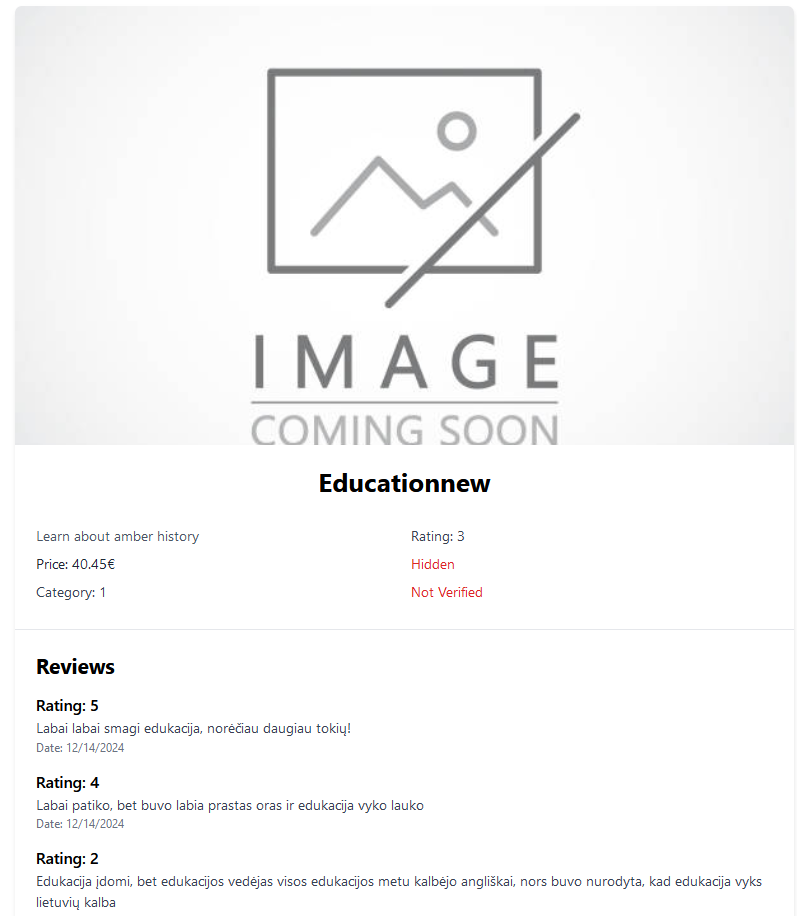 IMAGE
COMING SOON
Educationnew
Learn about amber history
Rating: 3
Price: 40.45€
Hidden
Category: 1
Not Verified
Reviews
Rating: 5
Labai labai smagi edukacija, norėčiau daugiau tokių!
Date: 12/14/2024
Rating: 4
Labai patiko, bet buvo labia prastas oras ir edukacija vyko lauko
Date: 12/14/2024
Rating: 2
Edukacija įdomi, bet edukacijos vedėjas visos edukacijos metu kalbėjo angliškai, nors buvo nurodyta, kad edukacija vyks
lietuvių kalba